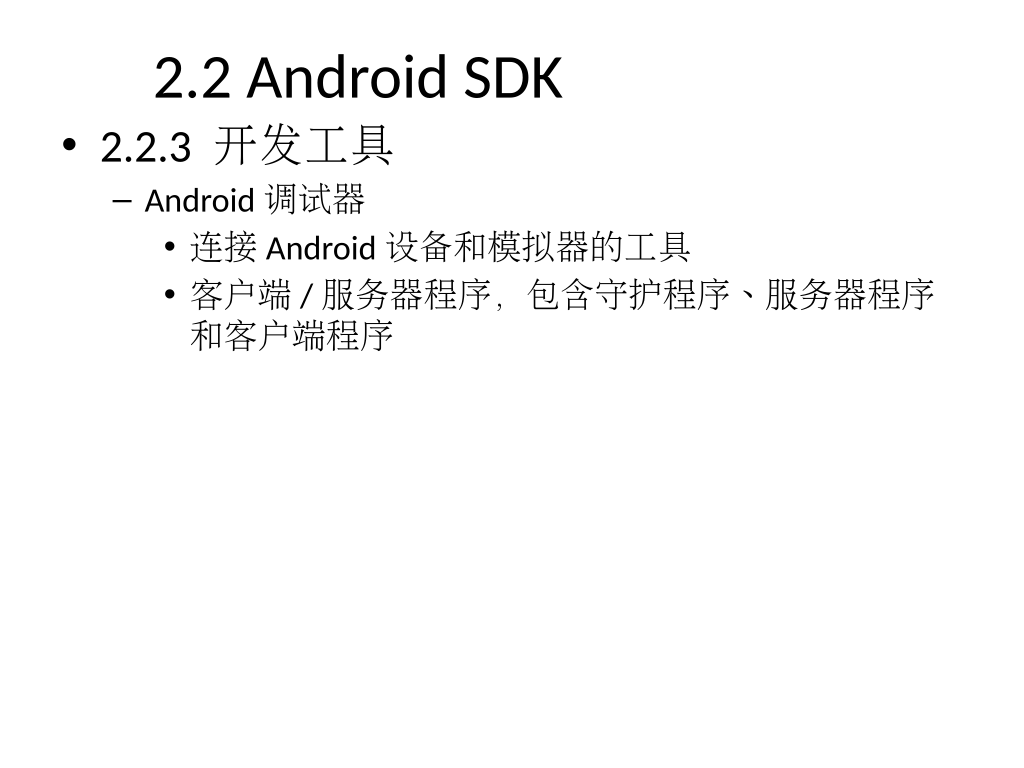 2.2 Android SDK
• 2.2.3 开发工具
– Android 调试器
• 连接 Android 设备和模拟器的工具
• 客户端 / 服务器程序，包含守护程序、服务器程序
和客户端程序